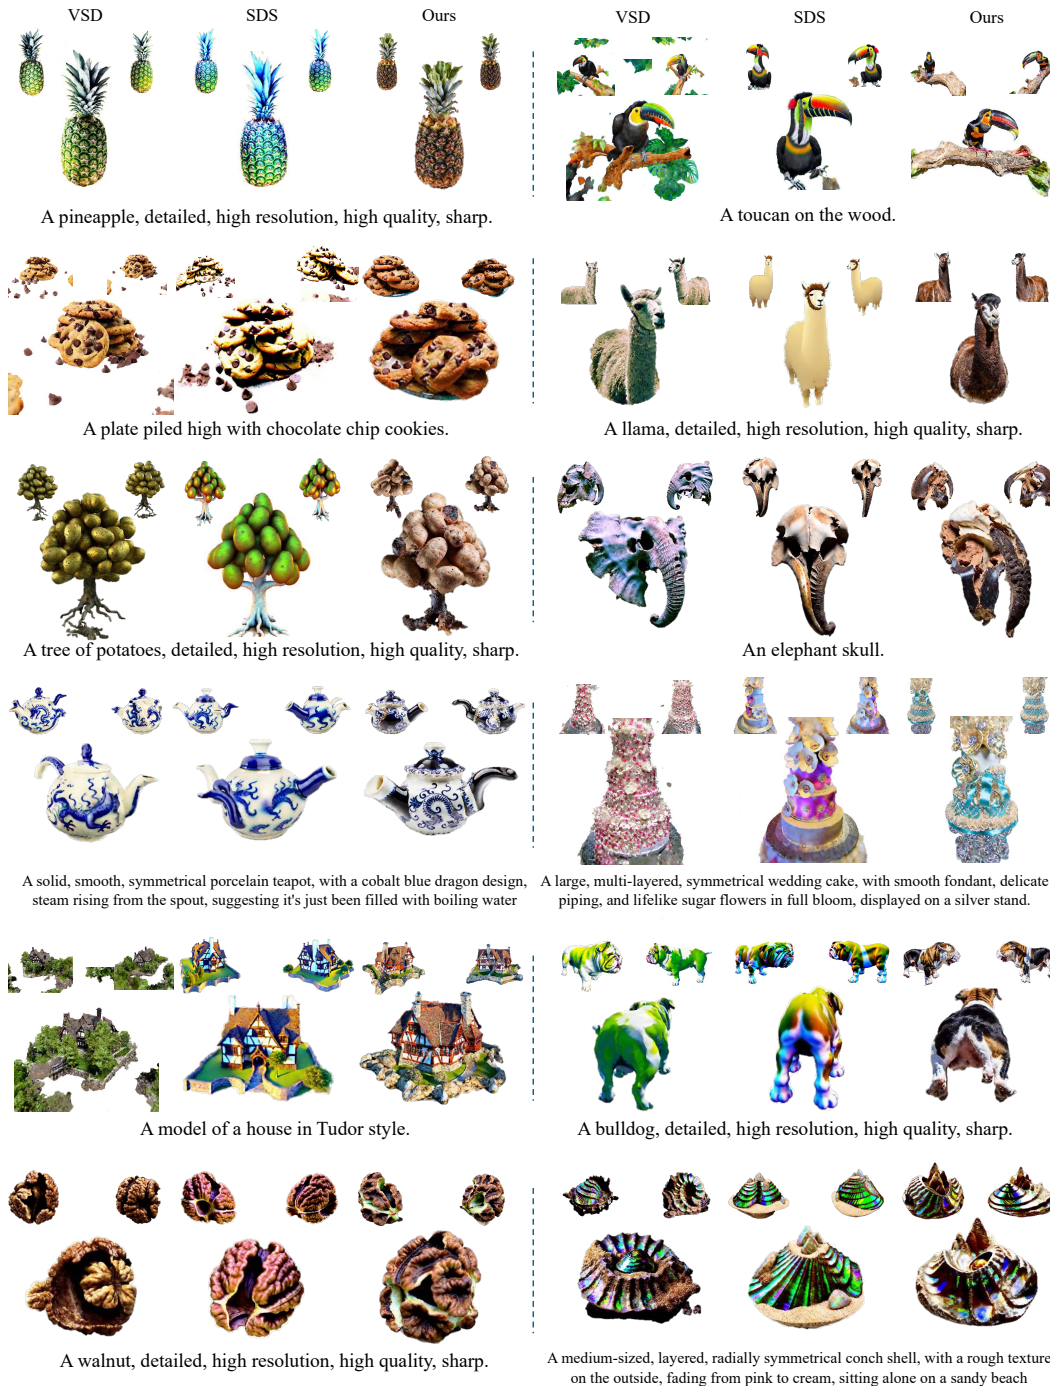 VSD SDS Ours
VSD SDS Ours
A pineapple, detailed, high resolution, high quality, sharp.
A toucan on the wood.
A plate piled high with chocolate chip cookies.
A llama, detailed, high resolution, high quality, sharp.
A tree of potatoes, detailed, high resolution, high quality, sharp.
An elephant skull.
A solid, smooth, symmetrical porcelain teapot, with a cobalt blue dragon design,
steam rising from the spout, suggesting it's just been filled with boiling water
A large, multi-layered, symmetrical wedding cake, with smooth fondant, delicate
piping, and lifelike sugar flowers in full bloom, displayed on a silver stand.
A model of a house in Tudor style.
A bulldog, detailed, high resolution, high quality, sharp.
A walnut, detailed, high resolution, high quality, sharp.
A medium-sized, layered, radially symmetrical conch shell, with a rough texture
on the outside, fading from pink to cream, sitting alone on a sandy beach